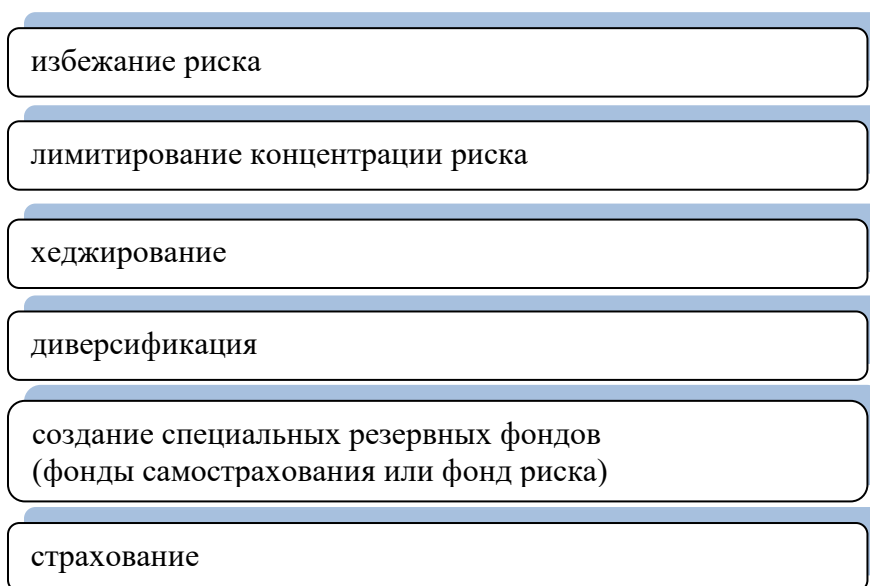 избежание риска
лимитирование концентрации риска
хеджирование
диверсификация
создание специальных резервных фондов
(фонды самострахования или фонд риска)
страхование